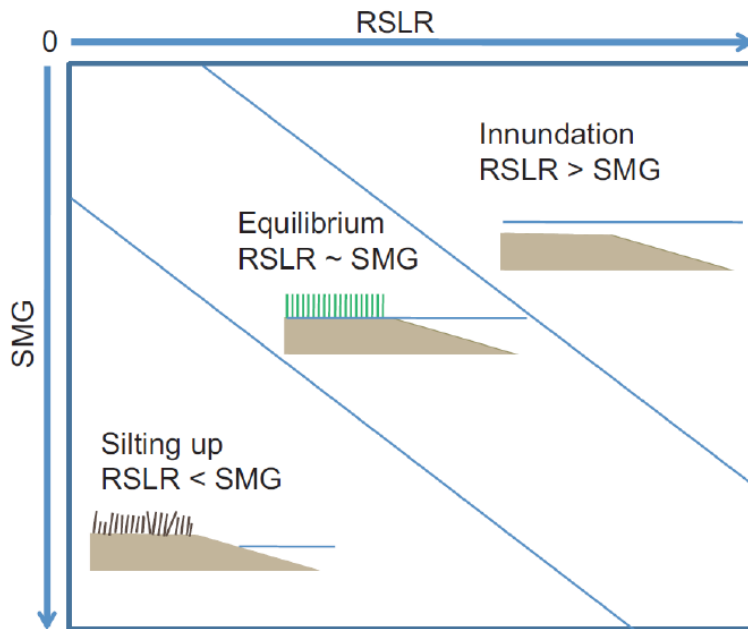 0
RSLR
SMG
Innundation
RSLR > SMG
Equilibrium
RSLR ~ SMG
Silting up
RSLR < SMG